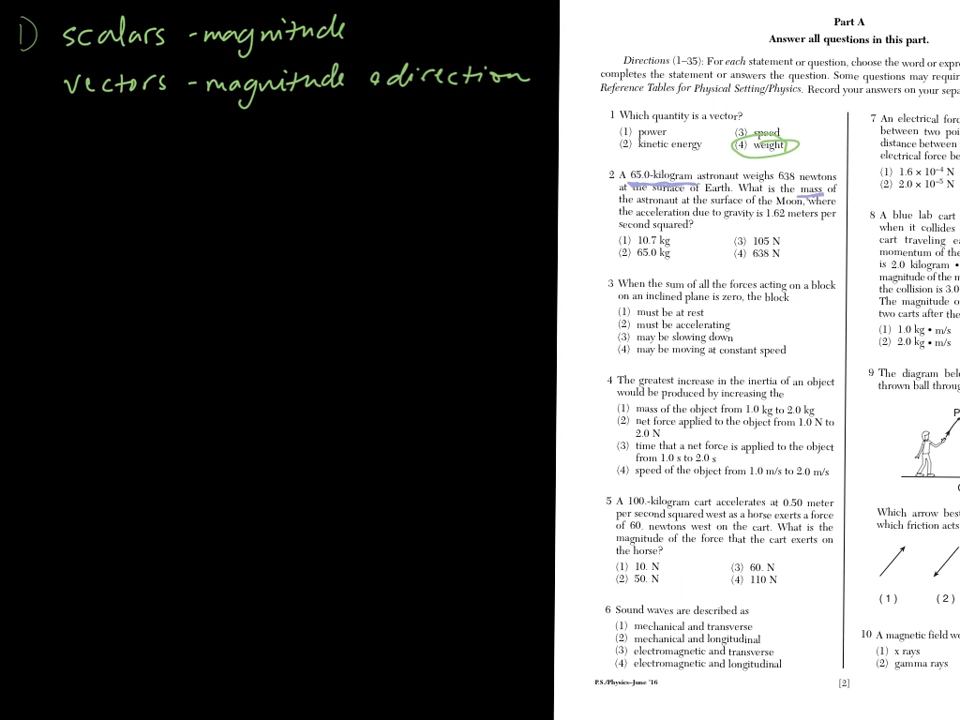 1) scalars - magnitude
vectors - magnitude & direction
Part A
Answer all questions in this part.
Directions (1–35): For each statement or question, choose the word or expre
completes the statement or answers the question. Some questions may requir
Reference Tables for Physical Setting/Physics. Record your answers on your sepa
1 Which quantity is a vector?
(1) power (3) speed
(2) kinetic energy (4) weight
2 A 65.0-kilogram astronaut weighs 638 newtons
at the surface of Earth. What is the mass of
the astronaut at the surface of the Moon, where
the acceleration due to gravity is 1.62 meters per
second squared?
(1) 10.7 kg (3) 105 N
(2) 65.0 kg (4) 638 N
3 When the sum of all the forces acting on a block
on an inclined plane is zero, the block
(1) must be at rest
(2) must be accelerating
(3) may be slowing down
(4) may be moving at constant speed
4 The greatest increase in the inertia of an object
would be produced by increasing the
(1) mass of the object from 1.0 kg to 2.0 kg
(2) net force applied to the object from 1.0 N to
2.0 N
(3) time that a net force is applied to the object
from 1.0 s to 2.0 s
(4) speed of the object from 1.0 m/s to 2.0 m/s
5 A 100.-kilogram cart accelerates at 0.50 meter
per second squared west as a horse exerts a force
of 60. newtons west on the cart. What is the
magnitude of the force that the cart exerts on
the horse?
(1) 10. N (3) 60. N
(2) 50. N (4) 110 N
6 Sound waves are described as
(1) mechanical and transverse
(2) mechanical and longitudinal
(3) electromagnetic and transverse
(4) electromagnetic and longitudinal
7 An electrical forc
between two poi
distance between
electrical force be
(1) 1.6 × 10⁻⁴ N
(2) 2.0 × 10⁻⁵ N
8 A blue lab cart
when it collides
cart traveling ea
momentum of the
is 2.0 kilogram •
magnitude of the m
the collision is 3.0
The magnitude o
two carts after the
(1) 1.0 kg • m/s
(2) 2.0 kg • m/s
9 The diagram bel
thrown ball throug
P
Which arrow best
which friction acts
(1) (2)
10 A magnetic field w
(1) x rays
(2) gamma rays
P.S./Physics–June '16 [2]